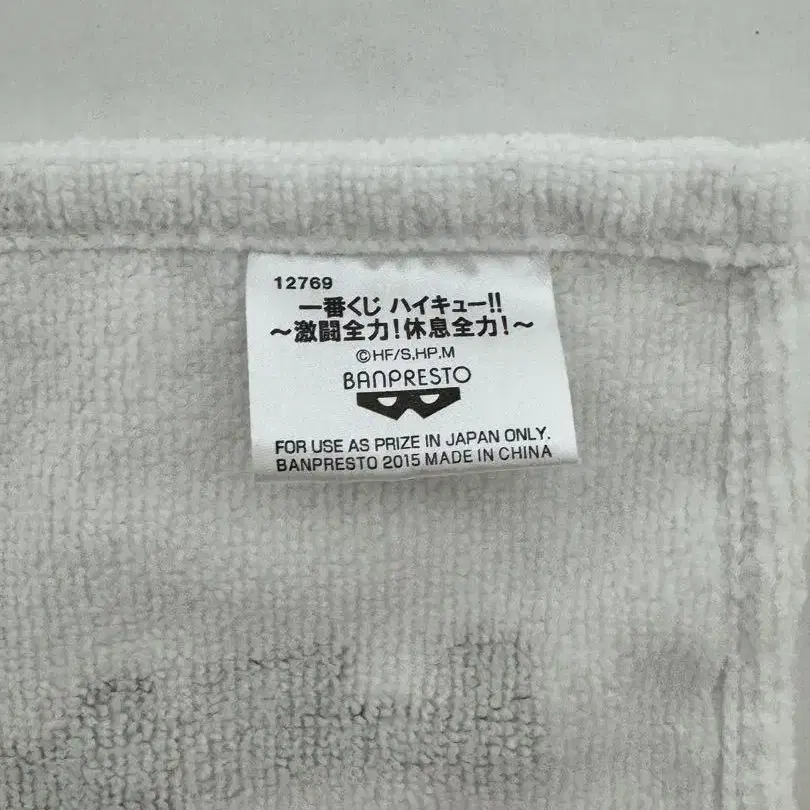 12769
一番くじ ハイキュー!!
～激闘全力!休息全力!～
©HF/S,HP,M
BANPRESTO
FOR USE AS PRIZE IN JAPAN ONLY.
BANPRESTO 2015 MADE IN CHINA